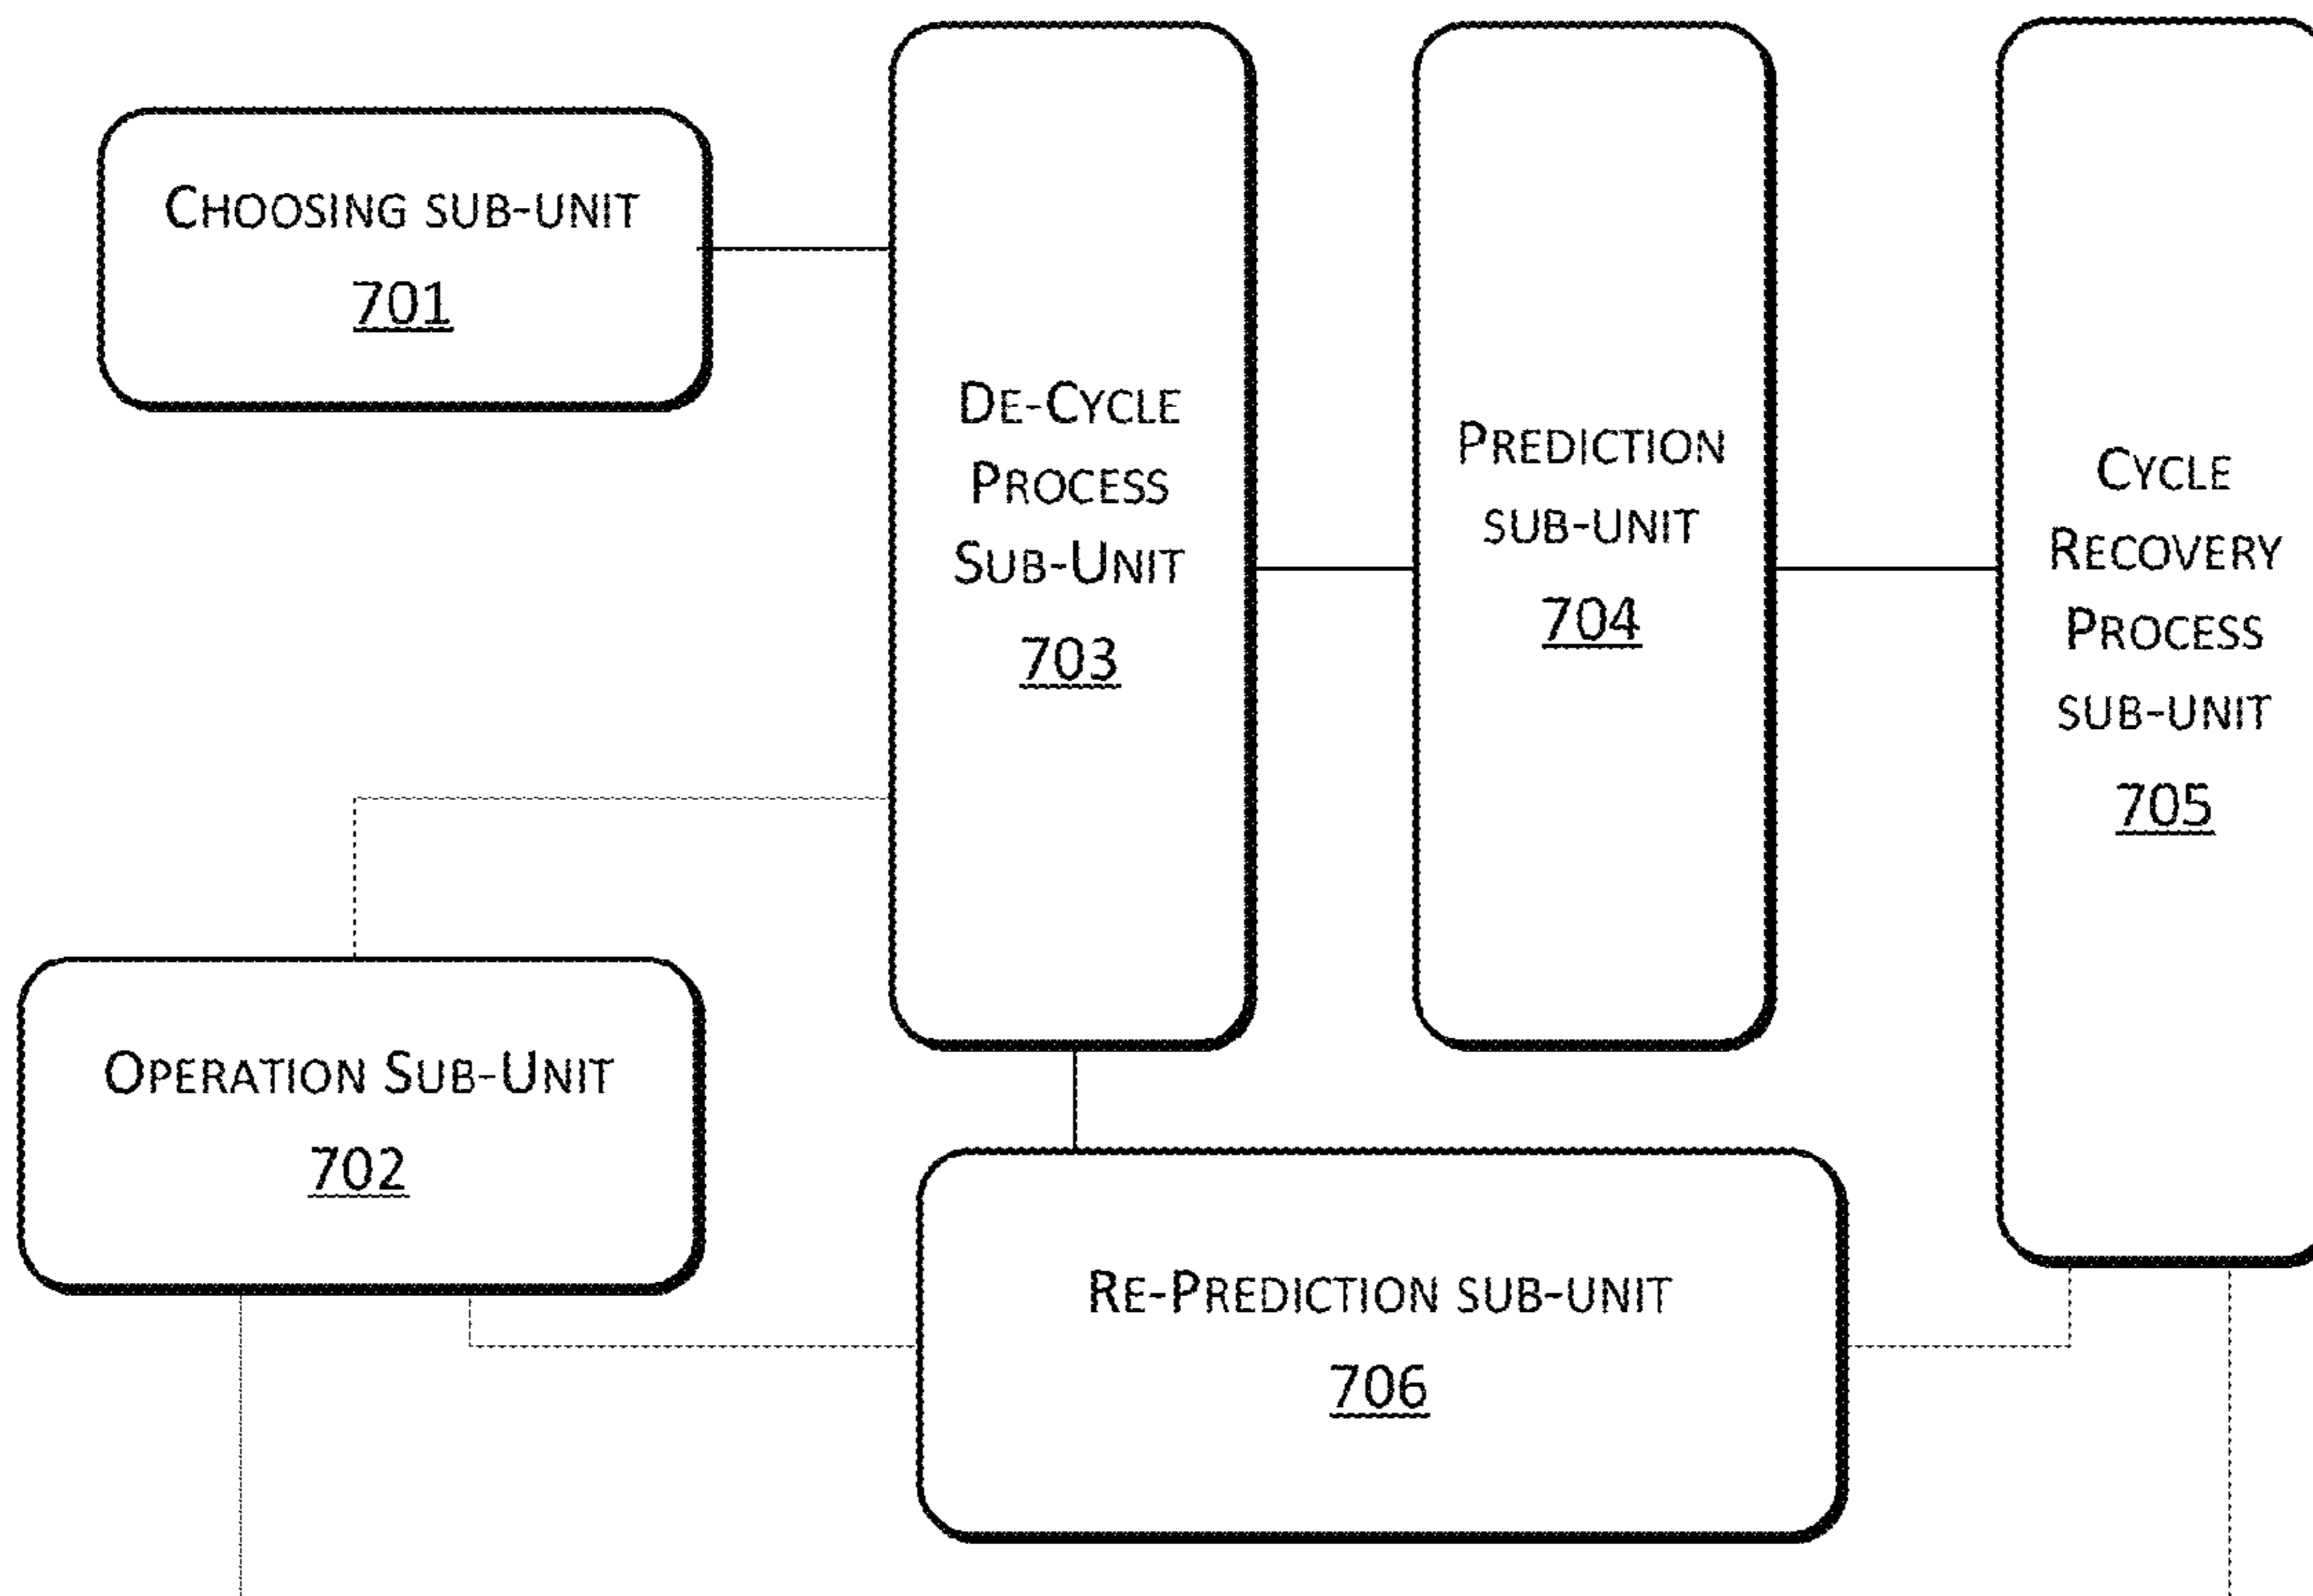 CHOOSING SUB-UNIT
701
DE-CYCLE
PROCESS
SUB-UNIT
703
PREDICTION
SUB-UNIT
704
CYCLE
RECOVERY
PROCESS
SUB-UNIT
705
OPERATION SUB-UNIT
702
RE-PREDICTION SUB-UNIT
706